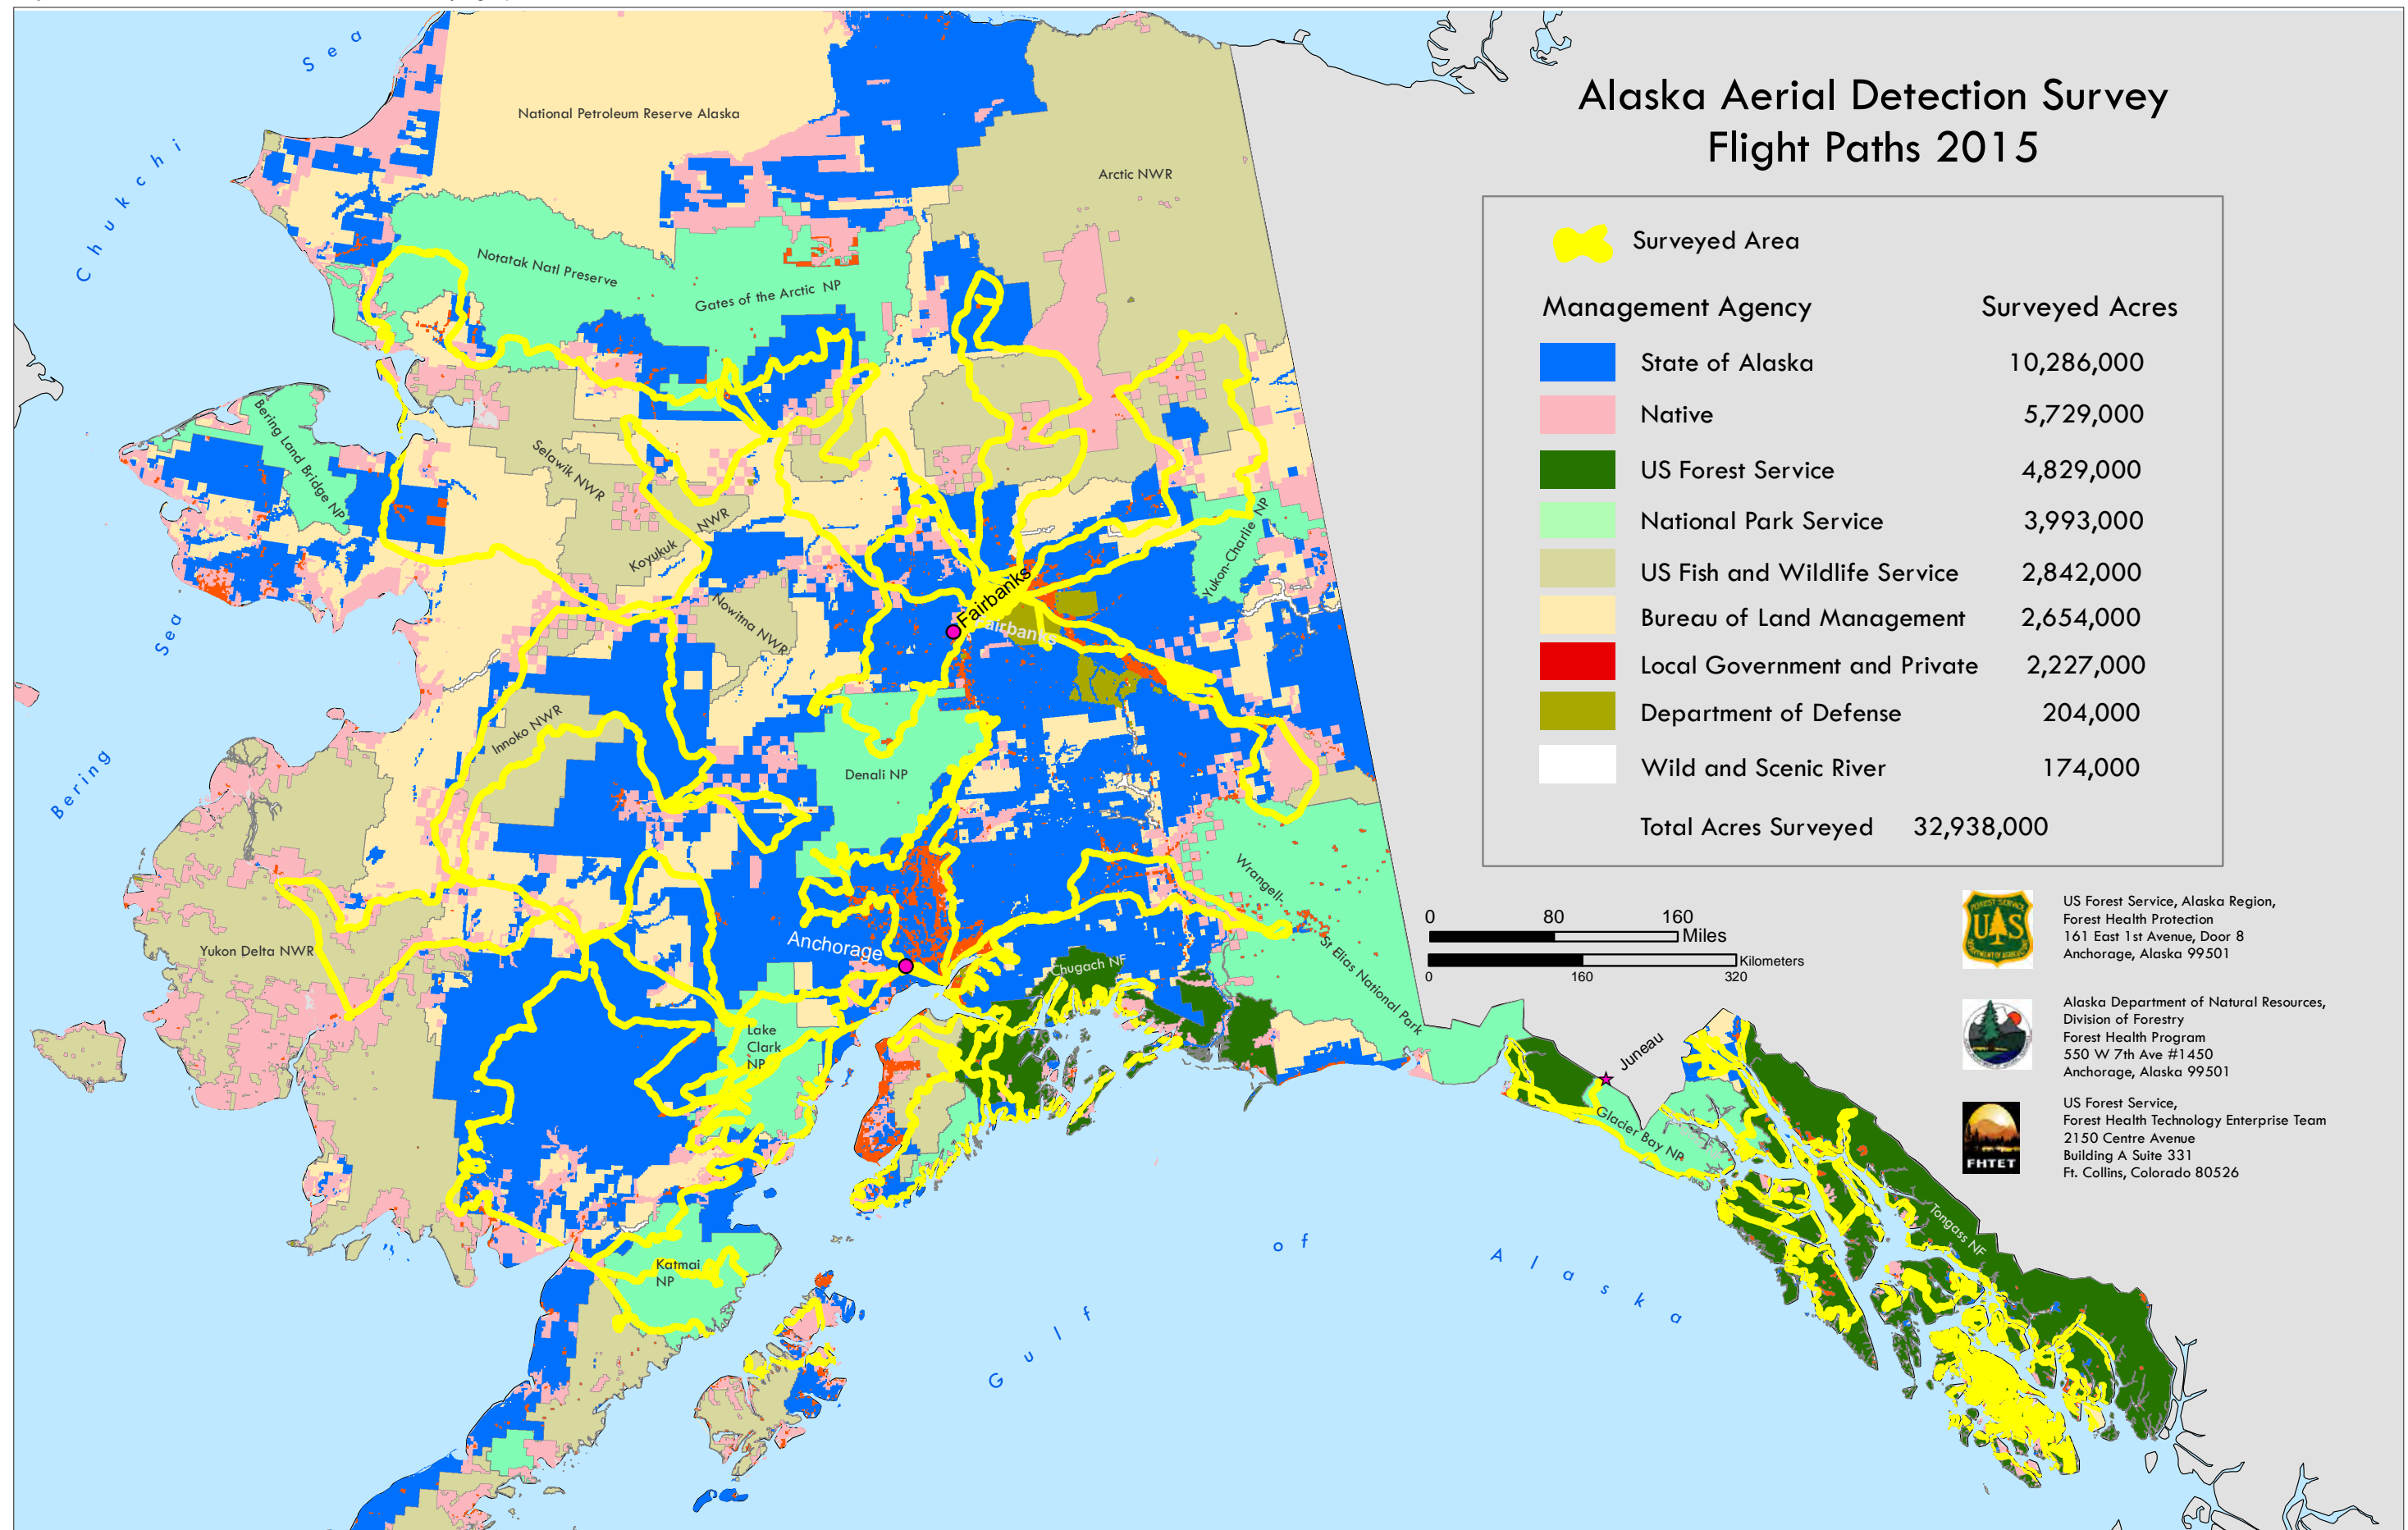 Alaska Aerial Detection Survey
Flight Paths 2015
Surveyed Area
Management Agency Surveyed Acres
State of Alaska 10,286,000
Native 5,729,000
US Forest Service 4,829,000
National Park Service 3,993,000
US Fish and Wildlife Service 2,842,000
Bureau of Land Management 2,654,000
Local Government and Private 2,227,000
Department of Defense 204,000
Wild and Scenic River 174,000
Total Acres Surveyed 32,938,000
0 80 160
Miles
Kilometers
0 160 320
US Forest Service, Alaska Region,
Forest Health Protection
161 East 1st Avenue, Door 8
Anchorage, Alaska 99501
Alaska Department of Natural Resources,
Division of Forestry
Forest Health Program
550 W 7th Ave #1450
Anchorage, Alaska 99501
US Forest Service,
Forest Health Technology Enterprise Team
2150 Centre Avenue
Building A Suite 331
Ft. Collins, Colorado 80526
FOREST SERVICE
UAS
FHTET
Chukchi Sea
National Petroleum Reserve Alaska
Arctic NWR
Notatak Natl Preserve
Gates of the Arctic NP
Bering Land Bridge NP
Selawik NWR
Koyukuk NWR
Yukon-Charlie NP
Nowitna NWR
Fairbanks
Fairbanks
Bering Sea
Innoko NWR
Denali NP
Wrangell-
St Elias National Park
Yukon Delta NWR
Anchorage
Chugach NF
Lake
Clark
NP
Juneau
Glacier Bay NP
Tongass NF
Katmai
NP
Gulf of Alaska